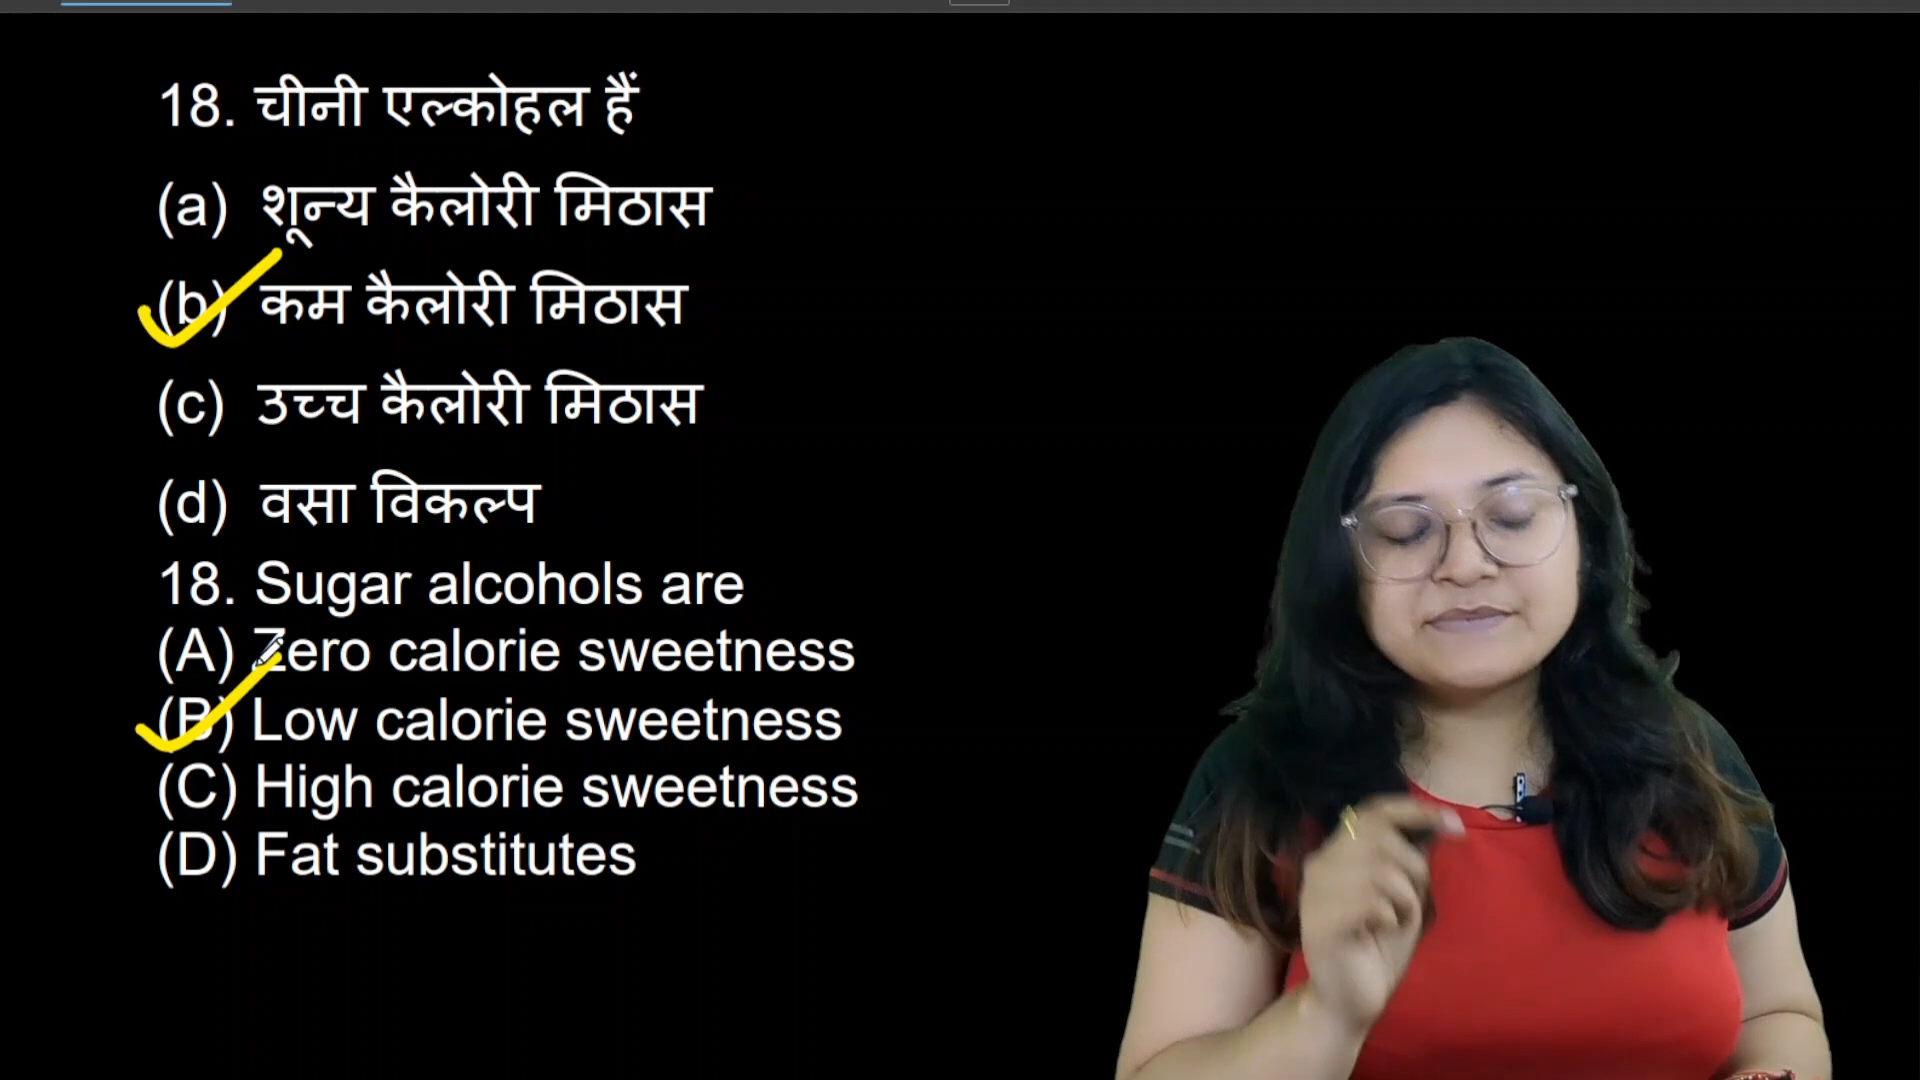 18. चीनी एल्कोहल हैं
(a) शून्य कैलोरी मिठास
(b) कम कैलोरी मिठास
(c) उच्च कैलोरी मिठास
(d) वसा विकल्प
18. Sugar alcohols are
(A) Zero calorie sweetness
(B) Low calorie sweetness
(C) High calorie sweetness
(D) Fat substitutes